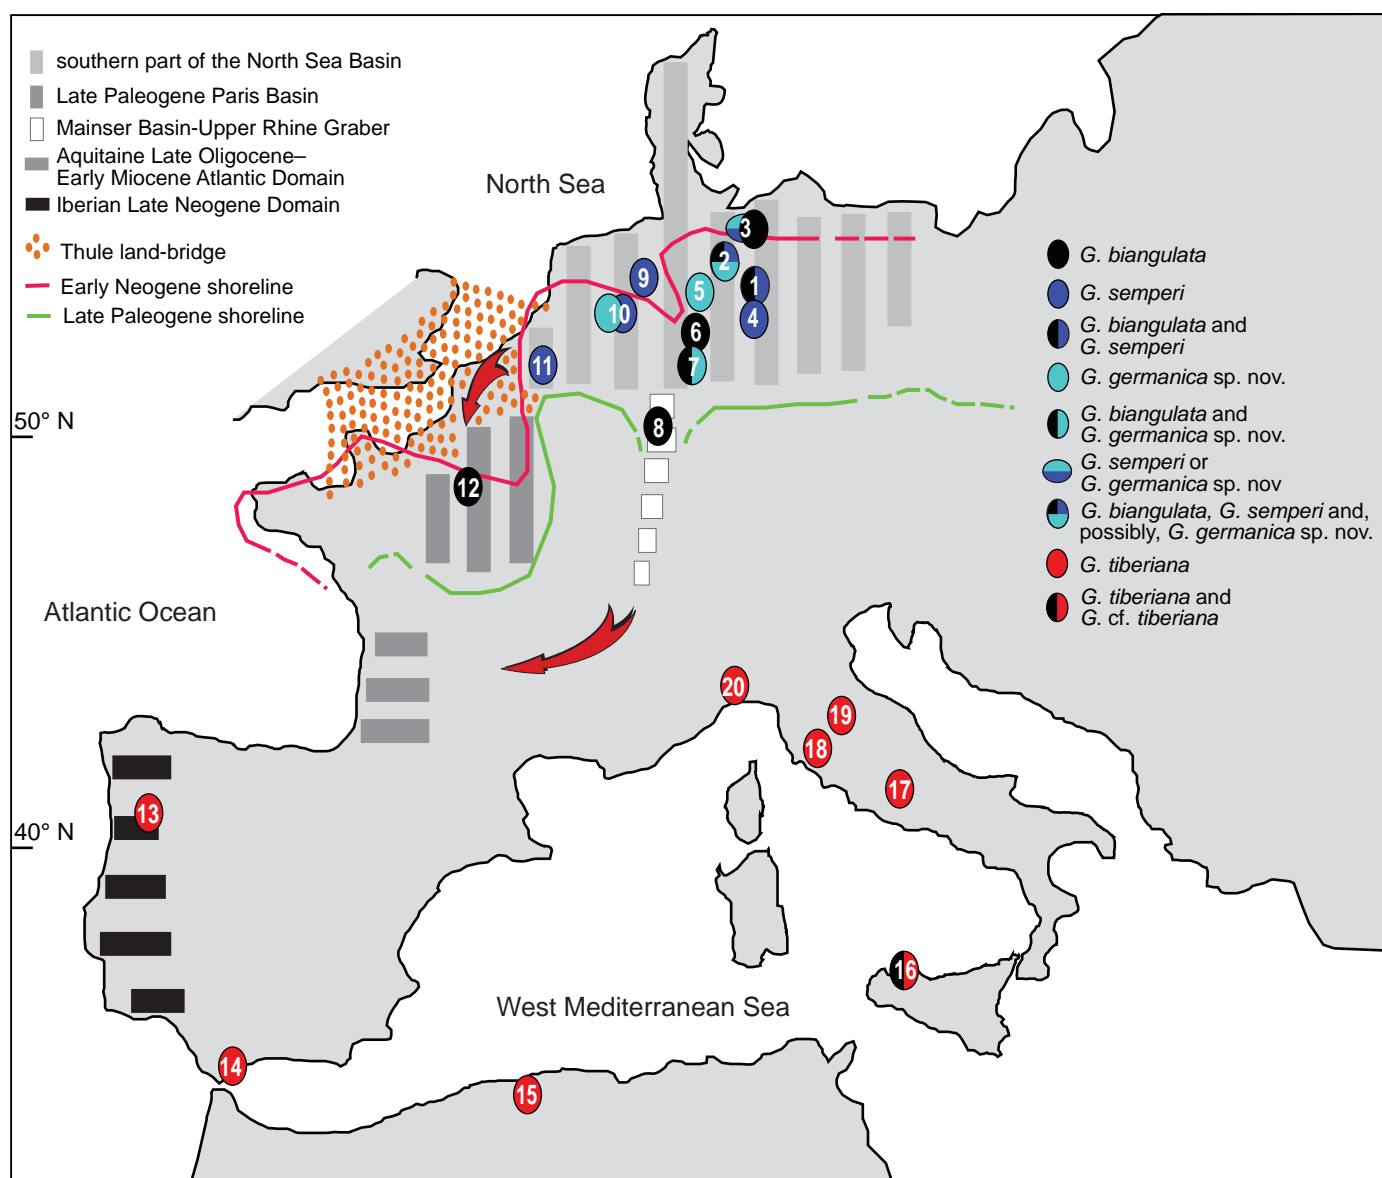 southern part of the North Sea Basin
Late Paleogene Paris Basin
Mainser Basin-Upper Rhine Graber
Aquitaine Late Oligocene–
Early Miocene Atlantic Domain
Iberian Late Neogene Domain
Thule land-bridge
Early Neogene shoreline
Late Paleogene shoreline
North Sea
G. biangulata
G. semperi
G. biangulata and
G. semperi
G. germanica sp. nov.
G. biangulata and
G. germanica sp. nov.
G. semperi or
G. germanica sp. nov
G. biangulata, G. semperi and,
possibly, G. germanica sp. nov.
G. tiberiana
G. tiberiana and
G. cf. tiberiana
3
2
9
1
5
10
4
6
11
7
50° N
8
12
Atlantic Ocean
20
19
18
17
13
40° N
16
West Mediterranean Sea
14
15